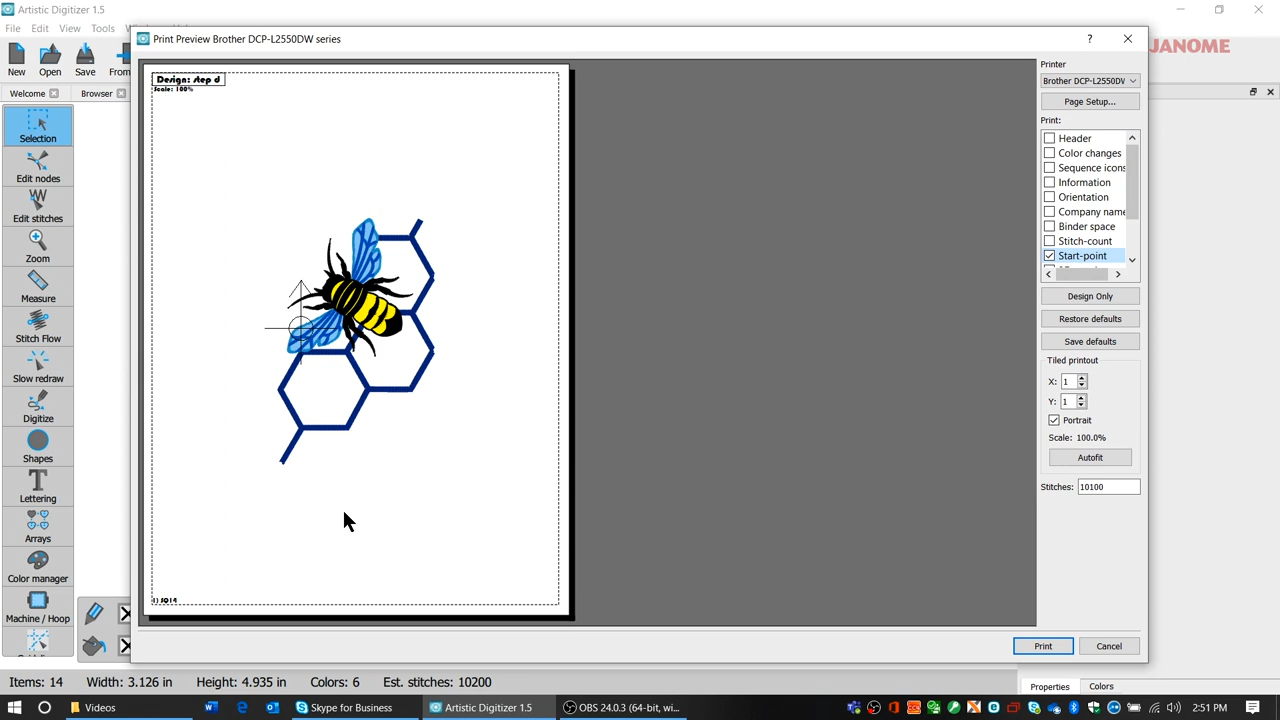 Artistic Digitizer 1.5
File Edit View Tools
New Open Save From
Welcome Browser
Selection
Edit nodes
Edit stitches
Zoom
Measure
Stitch Flow
Slow redraw
Digitize
Shapes
Lettering
Arrays
Color manager
Machine / Hoop
Print Preview Brother DCP-L2550DW series
?
Design: step d
Scale: 100%
1) SQ14
JANOME
Printer
Brother DCP-L2550DW
Page Setup...
Print:
Header
Color changes
Sequence icons
Information
Orientation
Company name
Binder space
Stitch-count
Start-point
Design Only
Restore defaults
Save defaults
Tiled printout
X: 1
Y: 1
Portrait
Scale: 100.0%
Autofit
Stitches: 10100
Print Cancel
Items: 14 Width: 3.126 in Height: 4.935 in Colors: 6 Est. stitches: 10200
Properties Colors
Videos Skype for Business Artistic Digitizer 1.5 OBS 24.0.3 (64-bit, wi... 2:51 PM